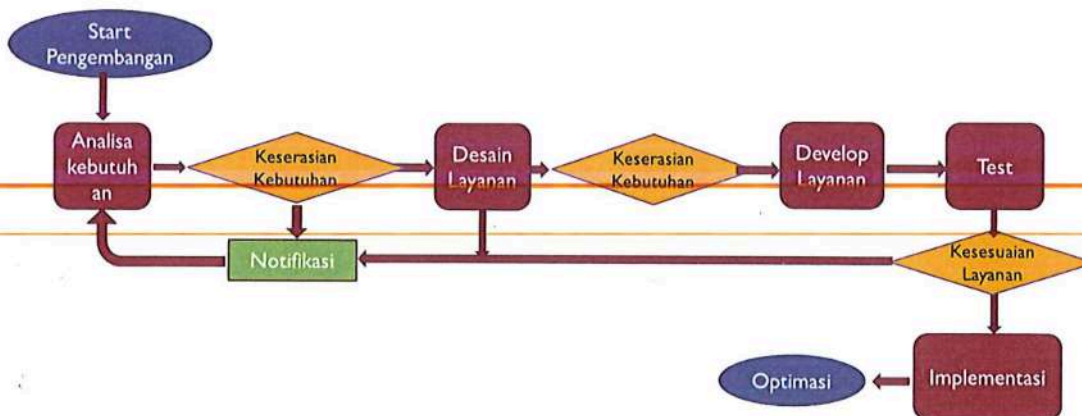 Start
Pengembangan
Analisa
kebutuh
an
Keserasian
Kebutuhan
Desain
Layanan
Keserasian
Kebutuhan
Develop
Layanan
Test
Notifikasi
Kesesuaian
Layanan
Optimasi
Implementasi